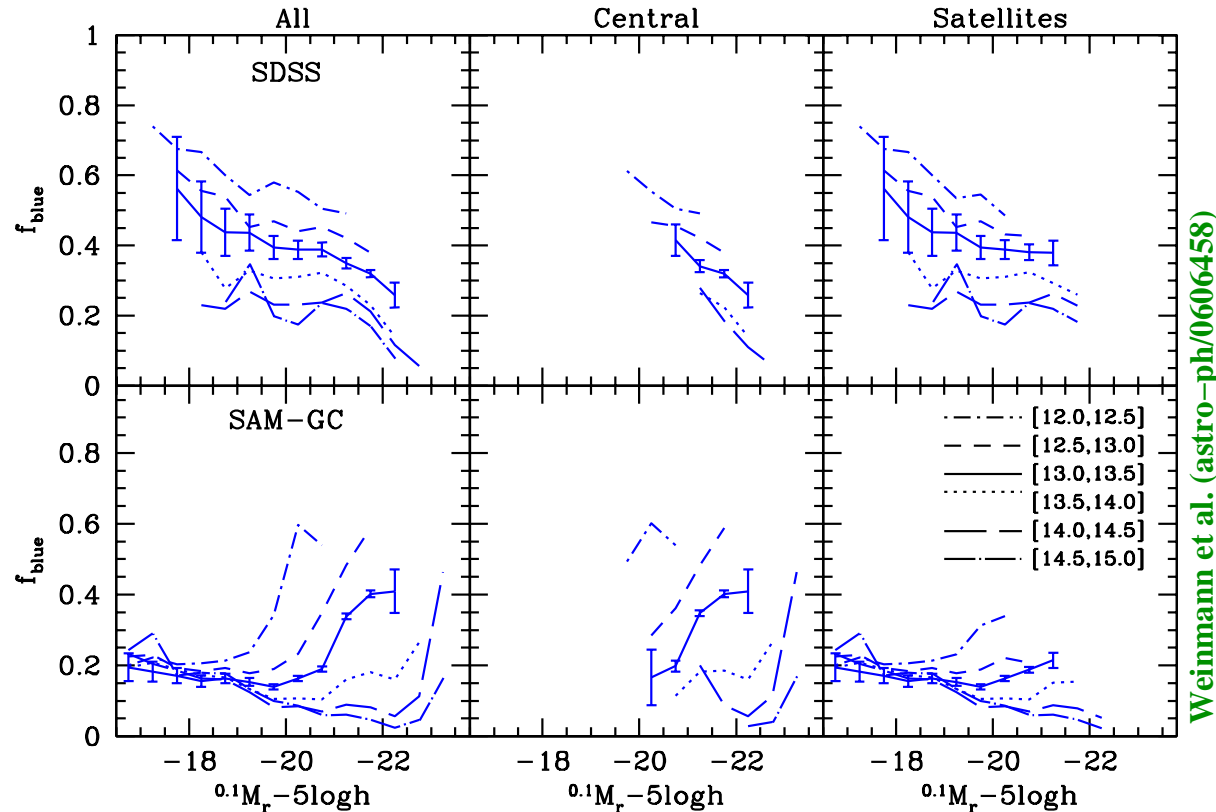 All Central Satellites
1
0.8
0.6
0.4
0.2
0
f_blue
SDSS
0.8
0.6
0.4
0.2
0
f_blue
SAM-GC
[12.0,12.5]
[12.5,13.0]
[13.0,13.5]
[13.5,14.0]
[14.0,14.5]
[14.5,15.0]
−18 −20 −22 −18 −20 −22 −18 −20 −22
0.1M_r−5logh 0.1M_r−5logh 0.1M_r−5logh
Weinmann et al. (astro−ph/0606458)